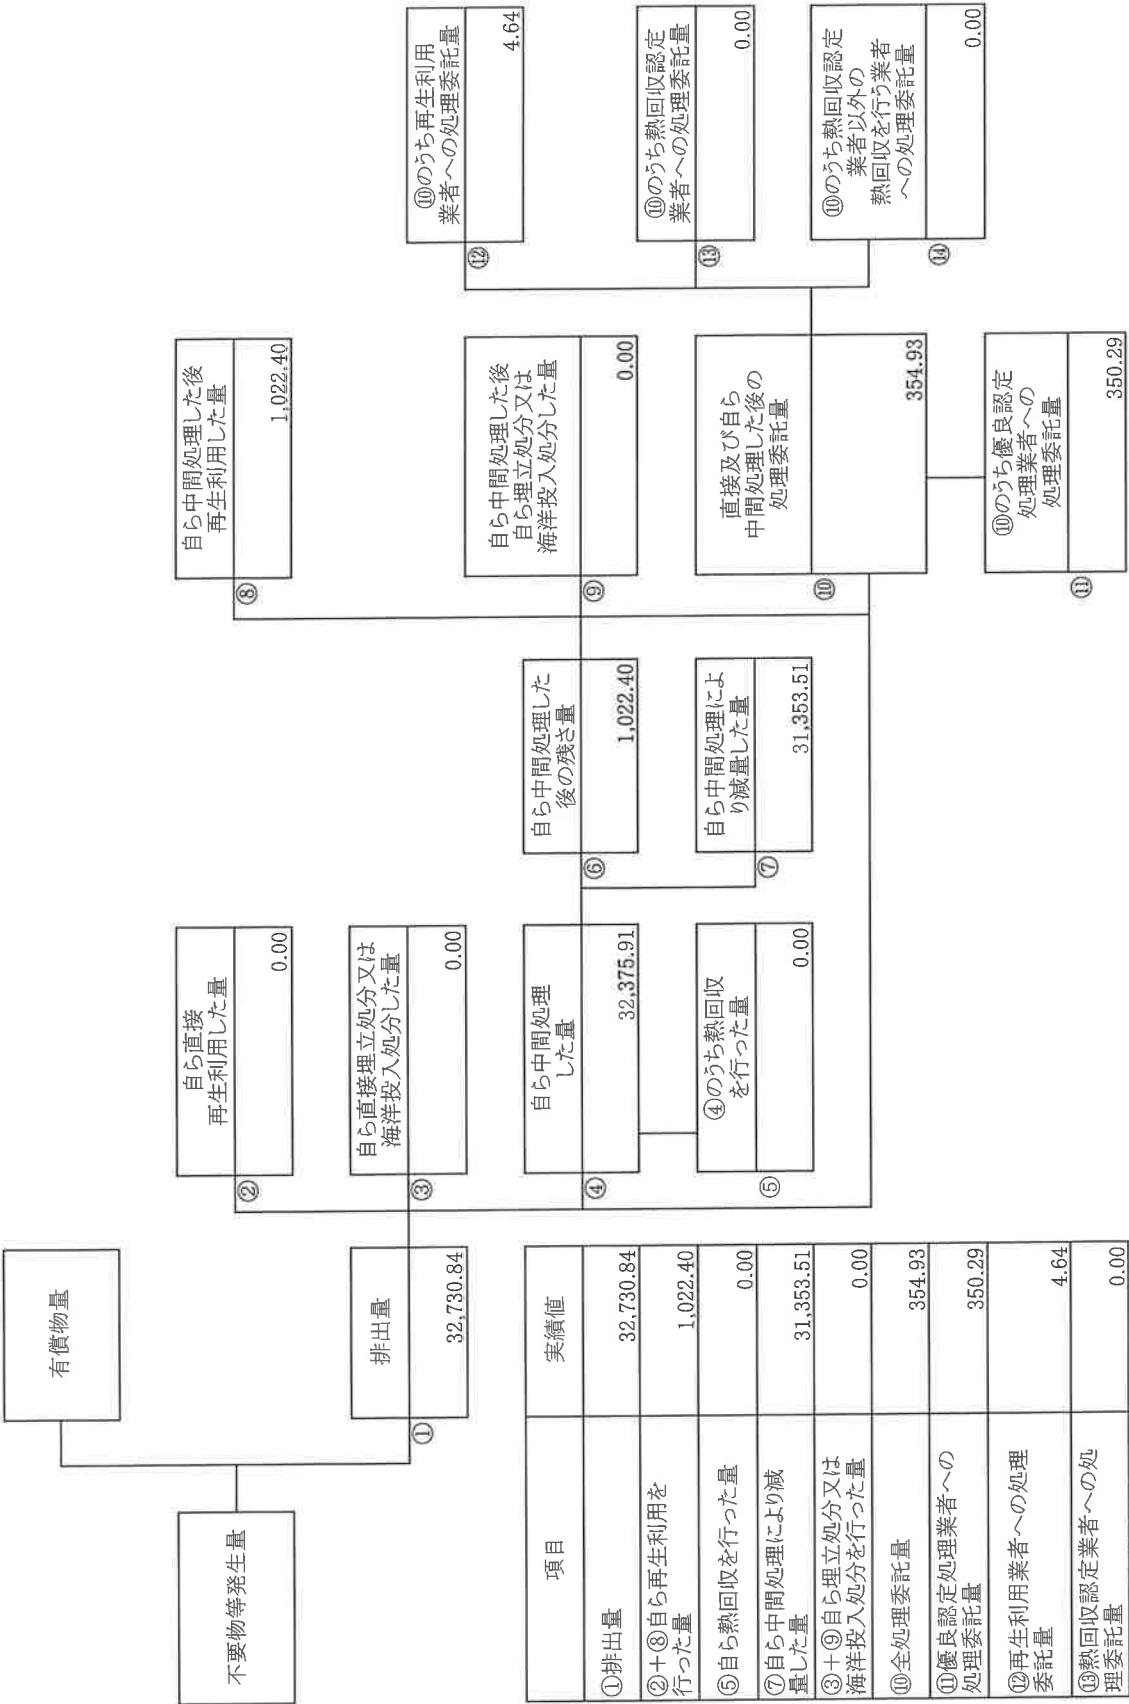 不要物等発生量
有償物量
①
排出量
32,730.84
②
自ら直接
再生利用した量
0.00
③
自ら直接埋立処分又は
海洋投入処分した量
0.00
④
自ら中間処理
した量
32,375.91
⑤
④のうち熱回収
を行った量
0.00
⑥
自ら中間処理した
後の残さ量
1,022.40
⑦
自ら中間処理によ
り減量した量
31,353.51
⑧
自ら中間処理した後
再生利用した量
1,022.40
⑨
自ら中間処理した後
自ら埋立処分又は
海洋投入処分した量
0.00
⑩
直接及び自ら
中間処理した後の
処理委託量
354.93
⑪
⑩のうち優良認定
処理業者への
処理委託量
350.29
⑫
⑩のうち再生利用
業者への処理委託量
4.64
⑬
⑩のうち熱回収認定
業者への処理委託量
0.00
⑭
⑩のうち熱回収認定
業者以外の
熱回収を行う業者
への処理委託量
0.00
項目 実績値
①排出量 32,730.84
②+⑧自ら再生利用を
行った量 1,022.40
⑤自ら熱回収を行った量 0.00
⑦自ら中間処理により減
量した量 31,353.51
③+⑨自ら埋立処分又は
海洋投入処分を行った量 0.00
⑩全処理委託量 354.93
⑪優良認定処理業者への
処理委託量 350.29
⑫再生利用業者への処理
委託量 4.64
⑬熱回収認定業者への処
理委託量 0.00